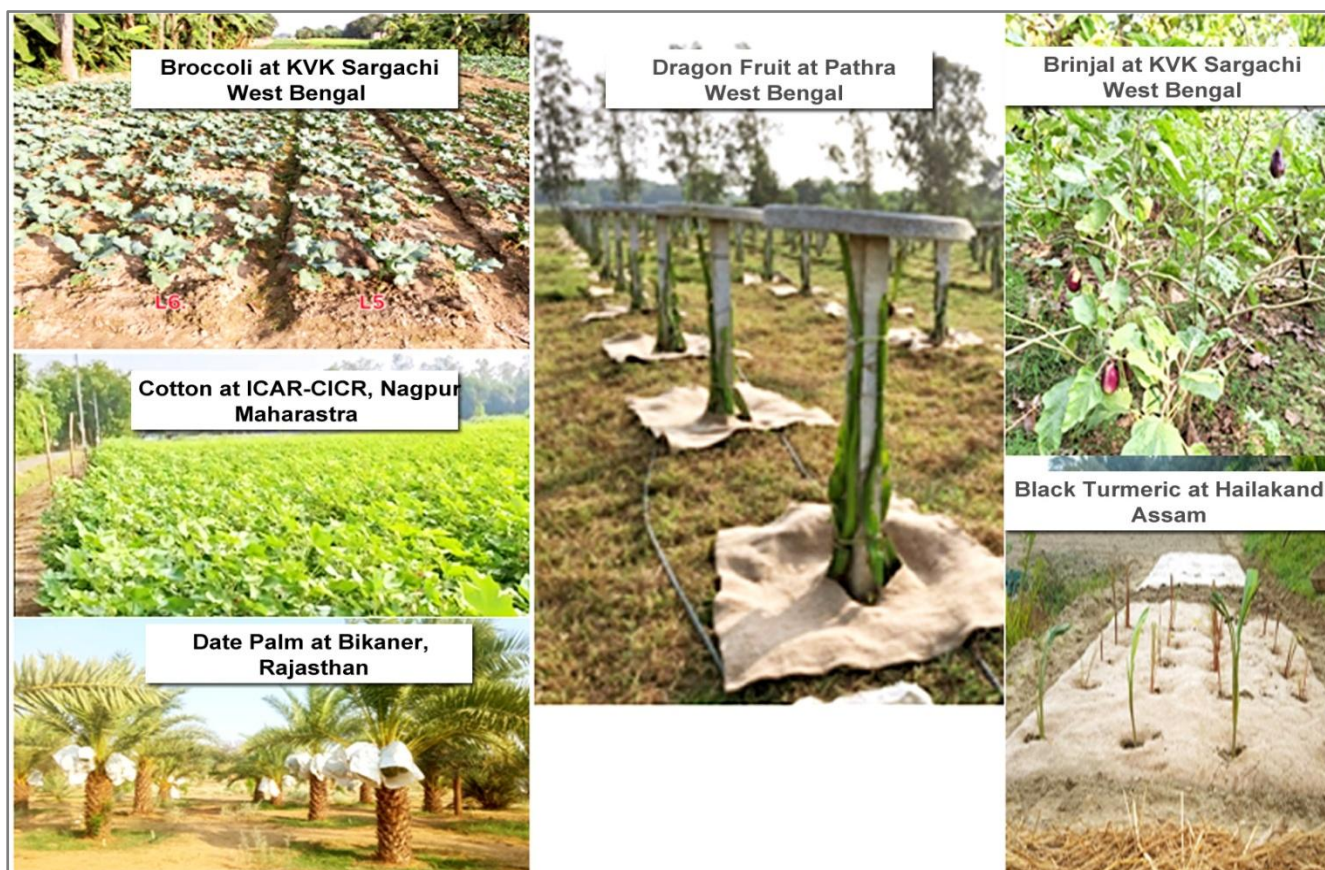 Broccoli at KVK Sargachi
West Bengal
L6
L5
Cotton at ICAR-CICR, Nagpur
Maharastra
Date Palm at Bikaner,
Rajasthan
Dragon Fruit at Pathra
West Bengal
Brinjal at KVK Sargachi
West Bengal
Black Turmeric at Hailakand
Assam